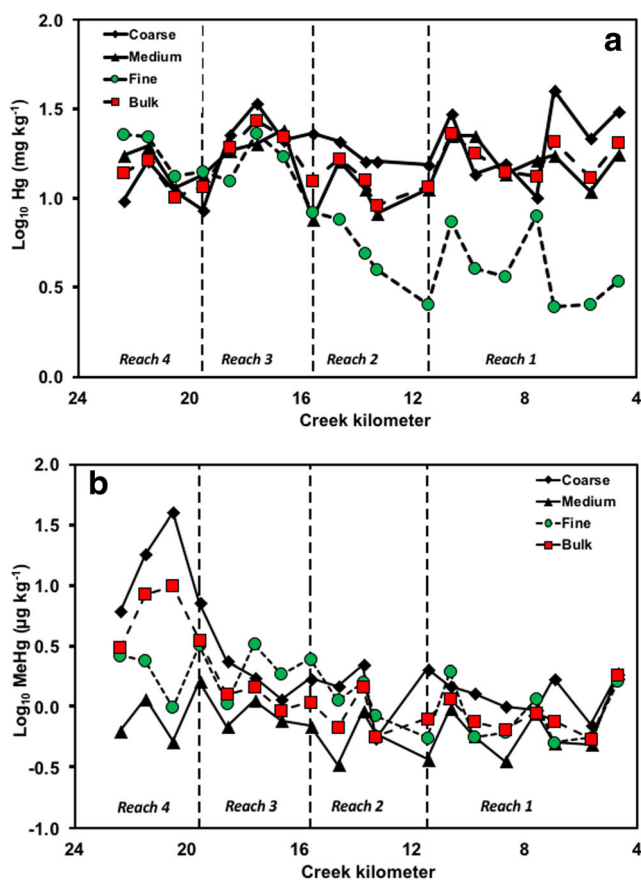 a
Coarse
Medium
Fine
Bulk
Log10 Hg (mg kg-1)
2.0
1.5
1.0
0.5
0.0
Reach 4 Reach 3 Reach 2 Reach 1
24 20 16 12 8 4
Creek kilometer
b
Coarse
Medium
Fine
Bulk
Log10 MeHg (µg kg-1)
2.0
1.5
1.0
0.5
0.0
-0.5
-1.0
Reach 4 Reach 3 Reach 2 Reach 1
24 20 16 12 8 4
Creek kilometer